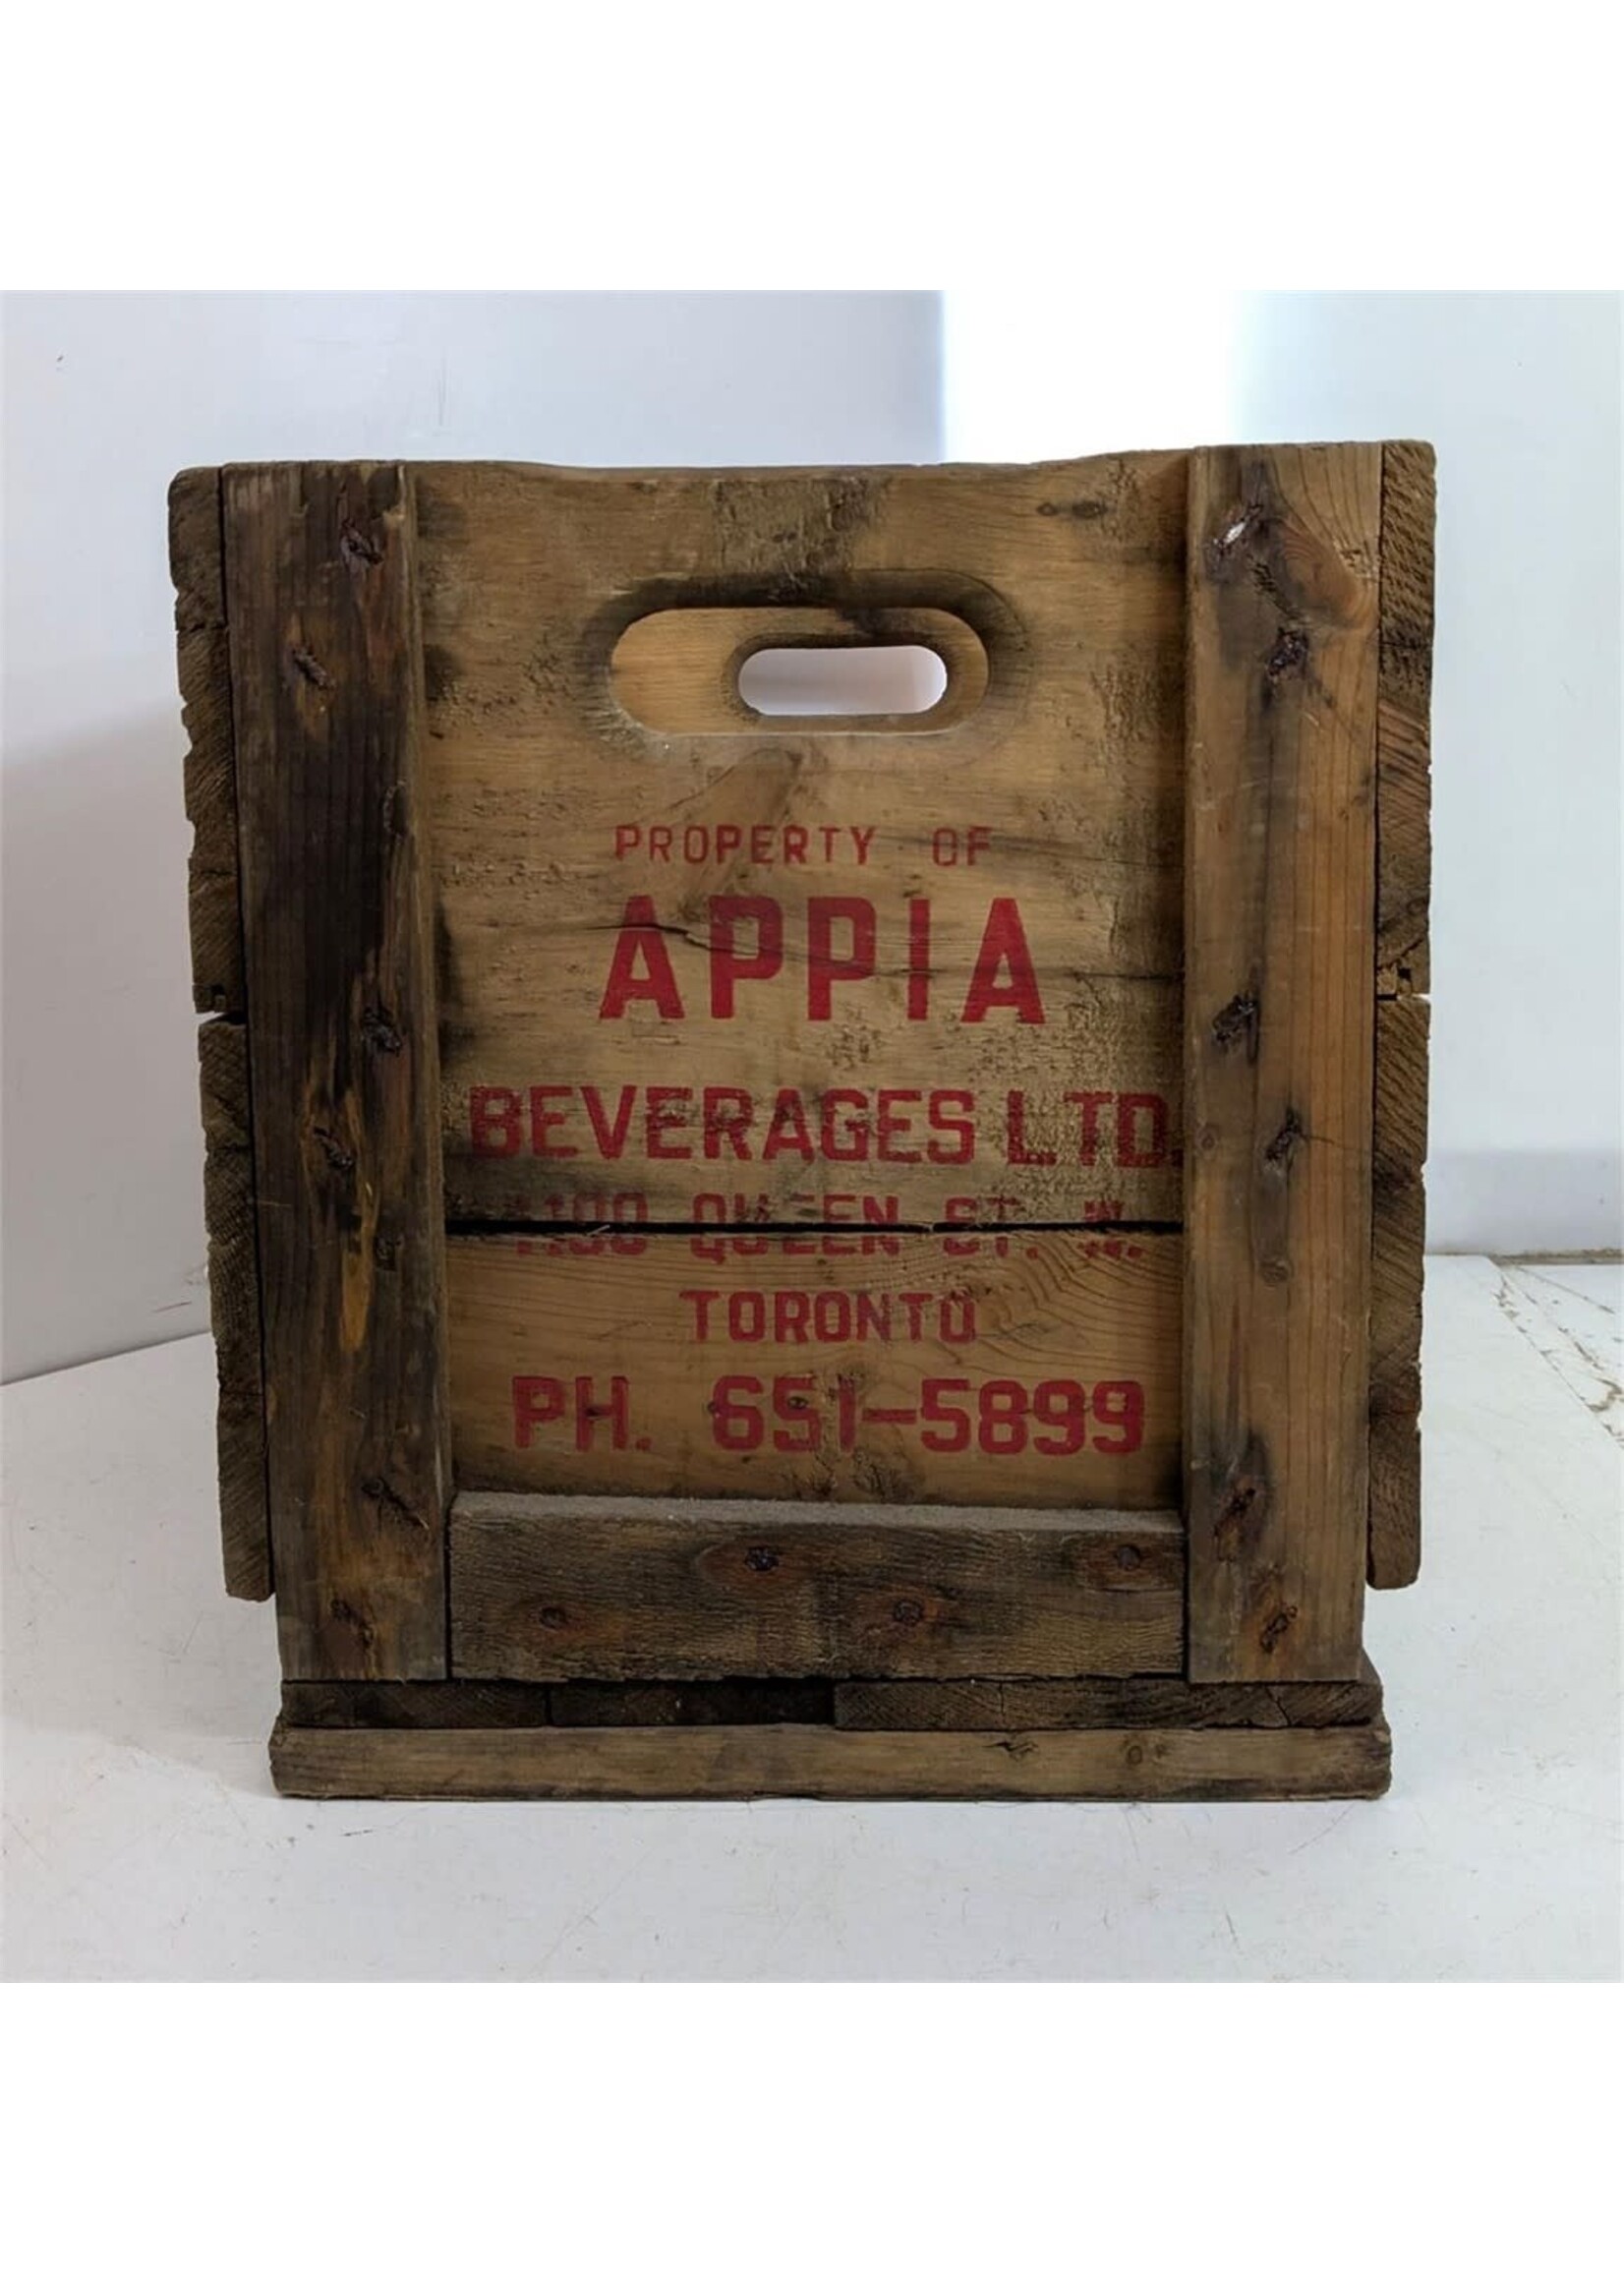 PROPERTY OF
APPIA
BEVERAGES LTD.
QUEEN ST. W.
TORONTO
PH. 651-5899